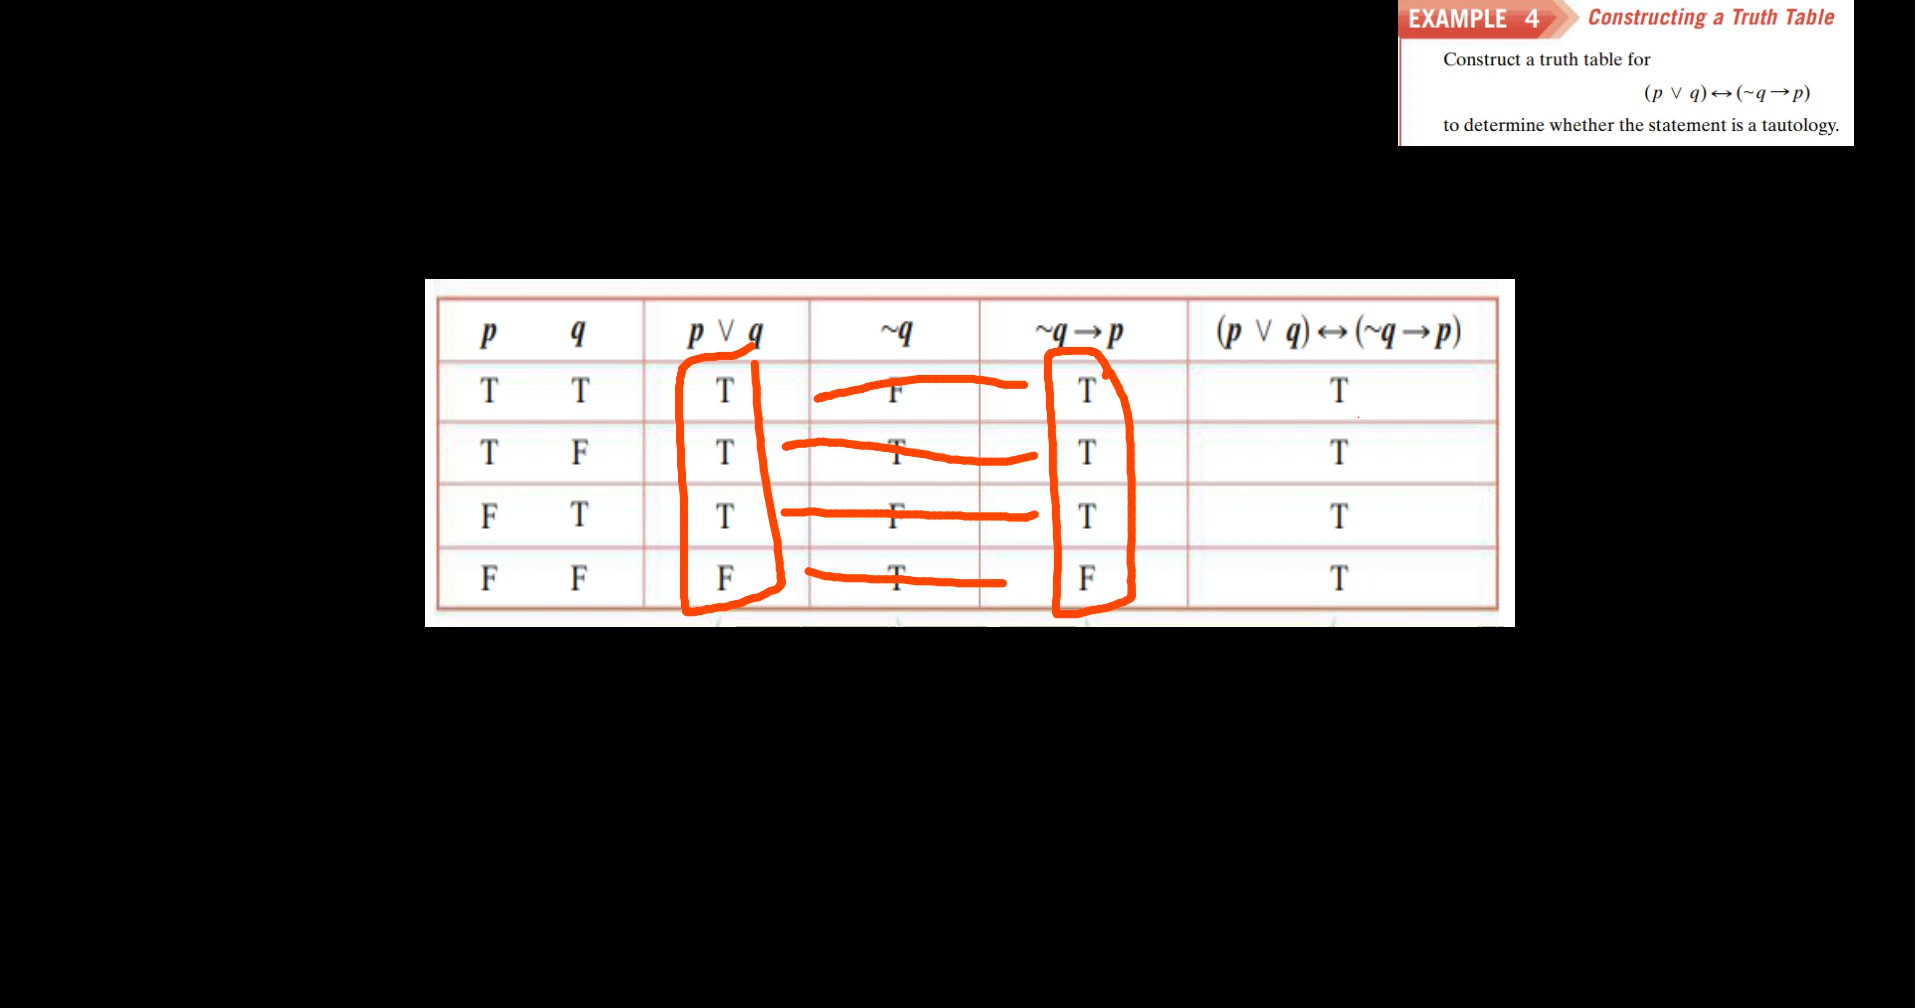 EXAMPLE 4 Constructing a Truth Table
Construct a truth table for
(p ∨ q)↔(~q→p)
to determine whether the statement is a tautology.
p q p ∨ q ~q ~q→p (p ∨ q)↔(~q→p)
T T T F T T
T F T T T T
F T T F T T
F F F T F T